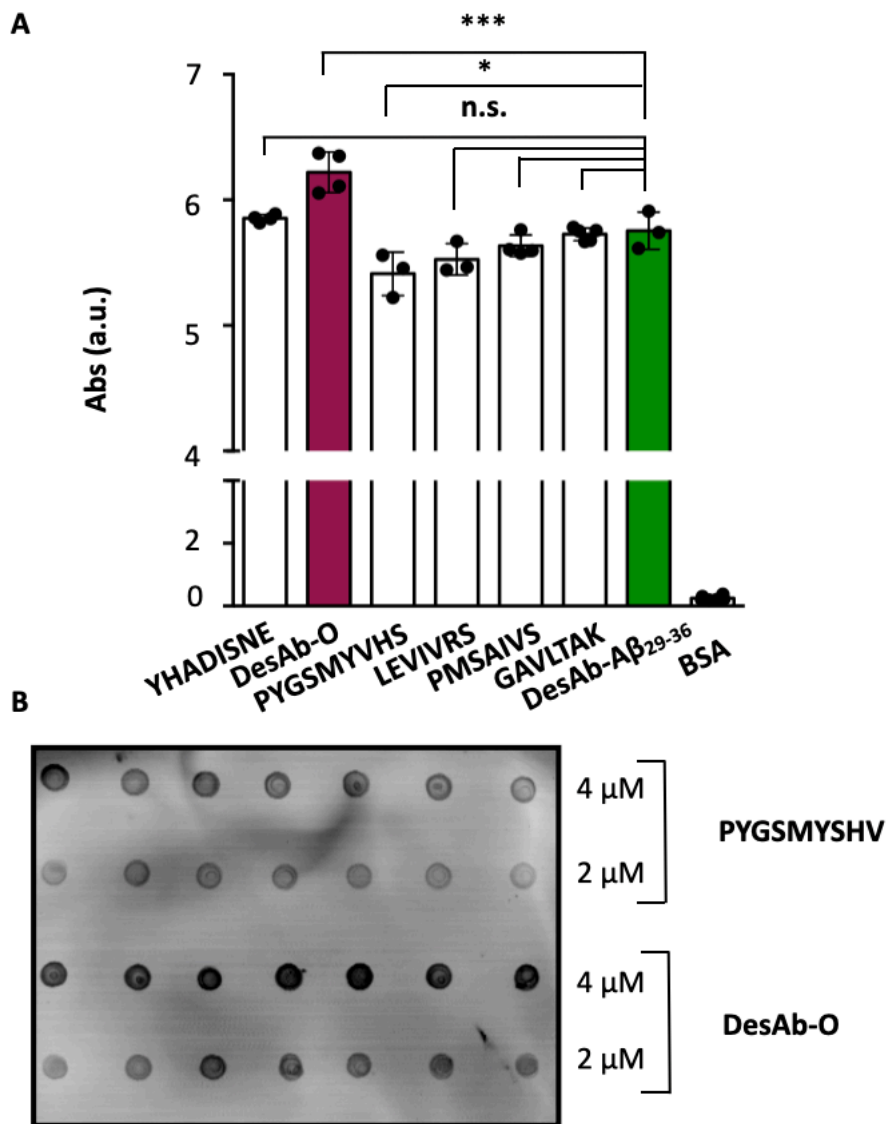 A
***
*
n.s.
7
6
5
4
2
0
Abs (a.u.)
YHADISNE
DesAb-O
PYGSMYVHS
LEVIVRS
PMSAIVS
GAVLTAK
DesAb-Aβ29-36
BSA
B
4 μM
PYGSMYSHV
2 μM
4 μM
DesAb-O
2 μM